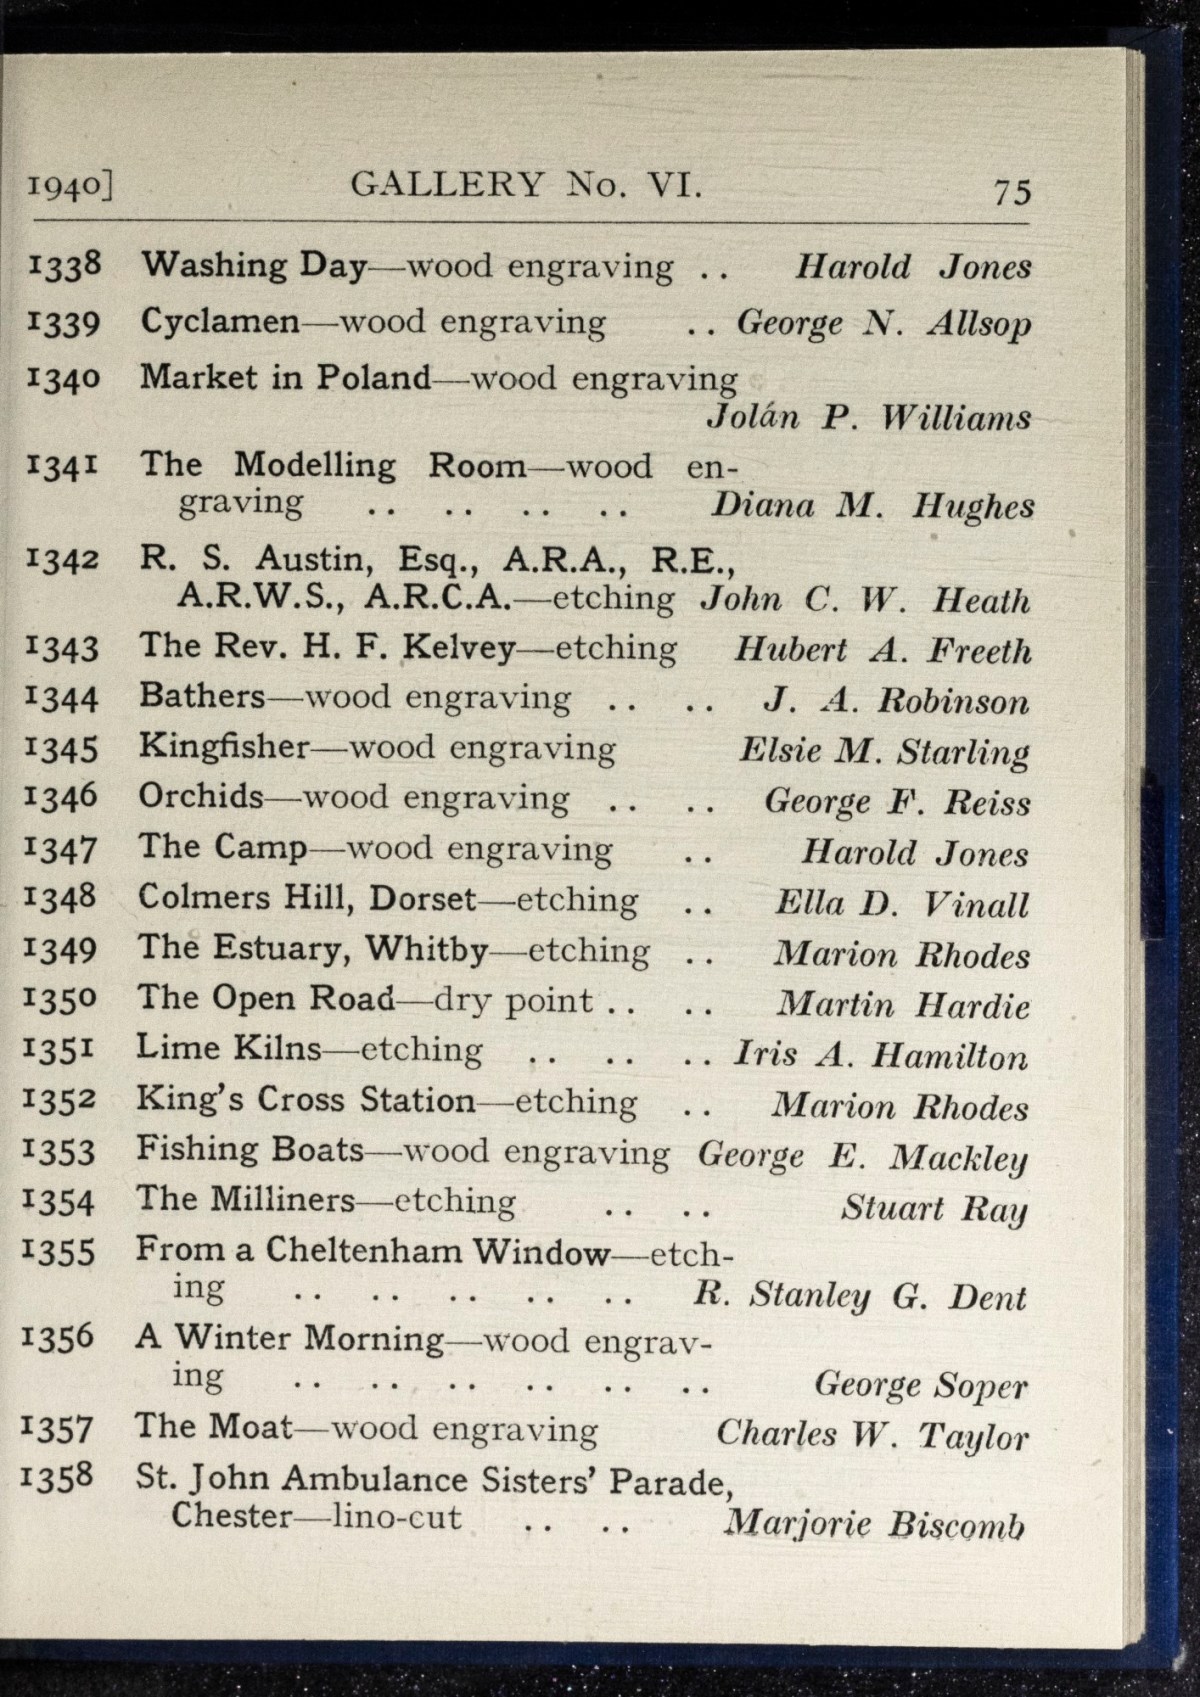 1940] GALLERY No. VI. 75
1338 Washing Day—wood engraving .. Harold Jones
1339 Cyclamen—wood engraving .. George N. Allsop
1340 Market in Poland—wood engraving
Jolán P. Williams
1341 The Modelling Room—wood en-
graving .. .. .. .. Diana M. Hughes
1342 R. S. Austin, Esq., A.R.A., R.E.,
A.R.W.S., A.R.C.A.—etching John C. W. Heath
1343 The Rev. H. F. Kelvey—etching Hubert A. Freeth
1344 Bathers—wood engraving .. .. J. A. Robinson
1345 Kingfisher—wood engraving Elsie M. Starling
1346 Orchids—wood engraving .. .. George F. Reiss
1347 The Camp—wood engraving .. Harold Jones
1348 Colmers Hill, Dorset—etching .. Ella D. Vinall
1349 The Estuary, Whitby—etching .. Marion Rhodes
1350 The Open Road—dry point .. .. Martin Hardie
1351 Lime Kilns—etching .. .. .. Iris A. Hamilton
1352 King's Cross Station—etching .. Marion Rhodes
1353 Fishing Boats—wood engraving George E. Mackley
1354 The Milliners—etching .. .. Stuart Ray
1355 From a Cheltenham Window—etch-
ing .. .. .. .. .. R. Stanley G. Dent
1356 A Winter Morning—wood engrav-
ing .. .. .. .. .. .. George Soper
1357 The Moat—wood engraving Charles W. Taylor
1358 St. John Ambulance Sisters' Parade,
Chester—lino-cut .. .. Marjorie Biscomb